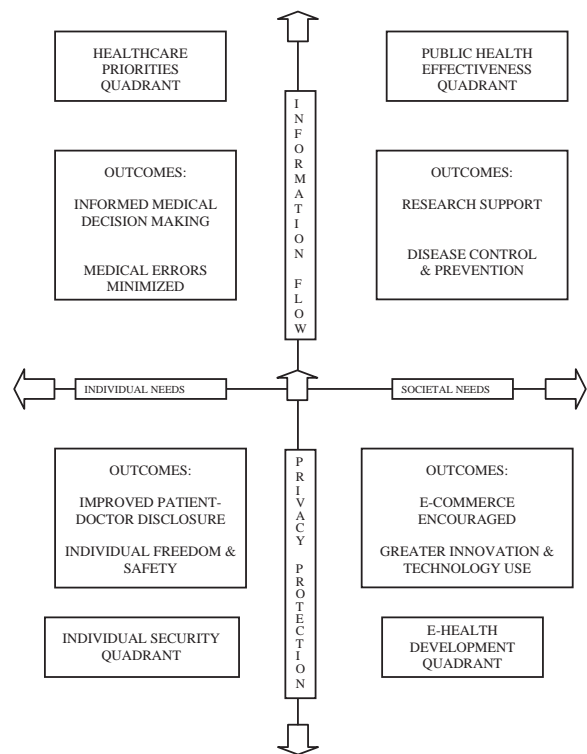 HEALTHCARE
PRIORITIES
QUADRANT
PUBLIC HEALTH
EFFECTIVENESS
QUADRANT
INFORMATION FLOW
OUTCOMES:
INFORMED MEDICAL
DECISION MAKING
MEDICAL ERRORS
MINIMIZED
OUTCOMES:
RESEARCH SUPPORT
DISEASE CONTROL
& PREVENTION
INDIVIDUAL NEEDS
SOCIETAL NEEDS
PRIVACY PROTECTION
OUTCOMES:
IMPROVED PATIENT-
DOCTOR DISCLOSURE
INDIVIDUAL FREEDOM &
SAFETY
OUTCOMES:
E-COMMERCE
ENCOURAGED
GREATER INNOVATION &
TECHNOLOGY USE
INDIVIDUAL SECURITY
QUADRANT
E-HEALTH
DEVELOPMENT
QUADRANT